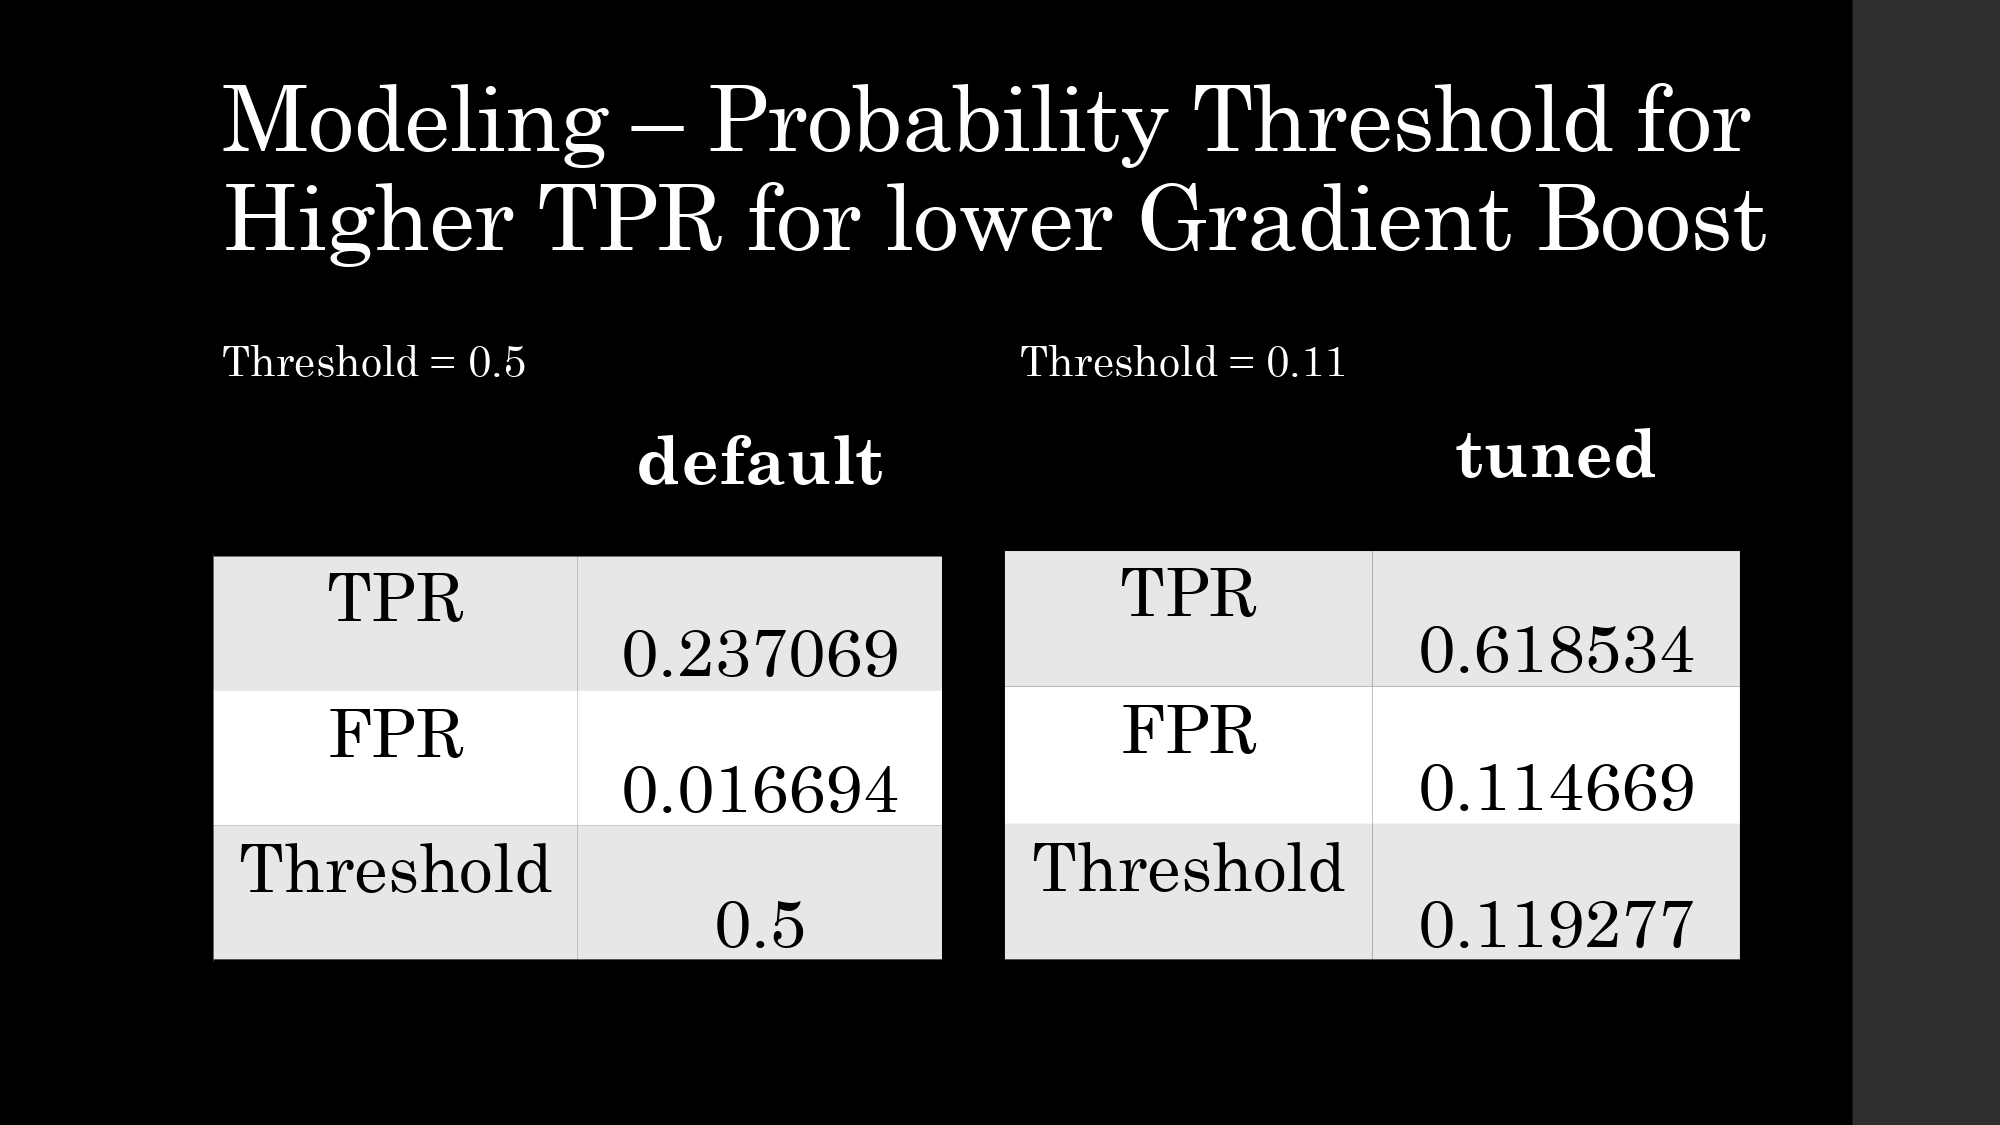 Modeling – Probability Threshold for
Higher TPR for lower Gradient Boost
Threshold = 0.5
default
TPR
0.237069
FPR
0.016694
Threshold
0.5
Threshold = 0.11
tuned
TPR
0.618534
FPR
0.114669
Threshold
0.119277